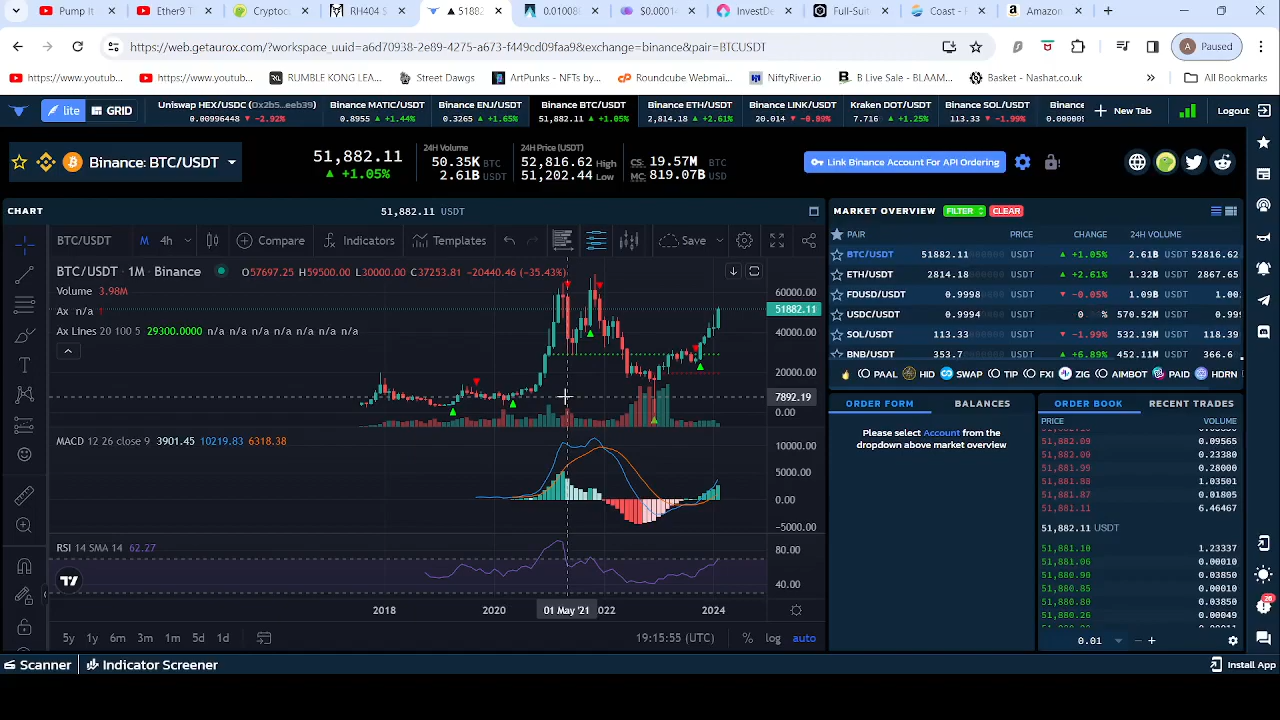 Pump It
Ether9 T
Cryptocu
RH404 S
▲ 51882
0.01008
$0.0001
InvestDe
Full-Suit
Coast - F
Amazon
https://web.getaurox.com/?workspace_uuid=a6d70938-2e89-4275-a673-f449cd09faa9&exchange=binance&pair=BTCUSDT
A Paused
https://www.youtub...
https://www.youtub...
RUMBLE KONG LEA...
Street Dawgs
ArtPunks - NFTs by...
Roundcube Webmai...
NiftyRiver.io
B Live Sale - BLAAM...
Basket - Nashat.co.uk
» All Bookmarks
lite GRID
Uniswap HEX/USDC (0x2b5...eeb39)
0.00996448 ▼ -2.92%
Binance MATIC/USDT
0.8955 ▲ +1.44%
Binance ENJ/USDT
0.3265 ▲ +1.65%
Binance BTC/USDT
51,882.11 ▲ +1.05%
Binance ETH/USDT
2,814.18 ▲ +2.61%
Binance LINK/USDT
20.014 ▼ -0.89%
Kraken DOT/USDT
7.716 ▲ +1.25%
Binance SOL/USDT
113.33 ▼ -1.99%
Binanc
0.00000
New Tab
Logout
Binance: BTC/USDT
51,882.11
▲ +1.05%
24H Volume
50.35K BTC
2.61B USDT
24H Price (USDT)
52,816.62 High
51,202.44 Low
CS: 19.57M BTC
MC: 819.07B USD
Link Binance Account For API Ordering
CHART
51,882.11 USDT
BTC/USDT M 4h Compare Indicators Templates Save
BTC/USDT · 1M · Binance O57697.25 H59500.00 L30000.00 C37253.81 -20440.46 (-35.43%)
Volume 3.98M
Ax n/a
Ax Lines 20 100 5 29300.0000 n/a n/a n/a n/a n/a n/a n/a
60000.00
51882.11
40000.00
20000.00
7892.19
0.00
MACD 12 26 close 9 3901.45 10219.83 6318.38
10000.00
5000.00
0.00
-5000.00
RSI 14 SMA 14 62.27
80.00
40.00
2018
2020
01 May '21
022
2024
5y 1y 6m 3m 1m 5d 1d
19:15:55 (UTC) % log auto
MARKET OVERVIEW FILTER CLEAR
PAIR PRICE CHANGE 24H VOLUME
BTC/USDT 51882.11000000 USDT ▲ +1.05% 2.61B USDT 52816.62
ETH/USDT 2814.18 USDT ▲ +2.61% 1.32B USDT 2867.65
FDUSD/USDT 0.9998 USDT ▼ -0.05% 1.09B USDT 1.00
USDC/USDT 0.9994 USDT 0 % 570.52M USDT 0.99
SOL/USDT 113.33 USDT ▼ -1.99% 532.19M USDT 118.39
BNB/USDT 353.7 USDT ▲ +6.89% 452.11M USDT 366.6
PAAL HID SWAP TIP FXI ZIG AIMBOT PAID HDRN
ORDER FORM BALANCES
Please select Account from the
dropdown above market overview
ORDER BOOK RECENT TRADES
PRICE VOLUME
51,882.09 0.09565
51,882.00 0.23380
51,881.99 0.28000
51,881.88 1.03501
51,881.87 0.01805
51,881.11 6.46467
51,882.11 USDT
51,881.10 1.23337
51,881.06 0.00010
51,880.90 0.03850
51,880.85 0.00010
51,880.80 0.03850
51,880.26 0.00049
0.01
Scanner
Indicator Screener
Install App